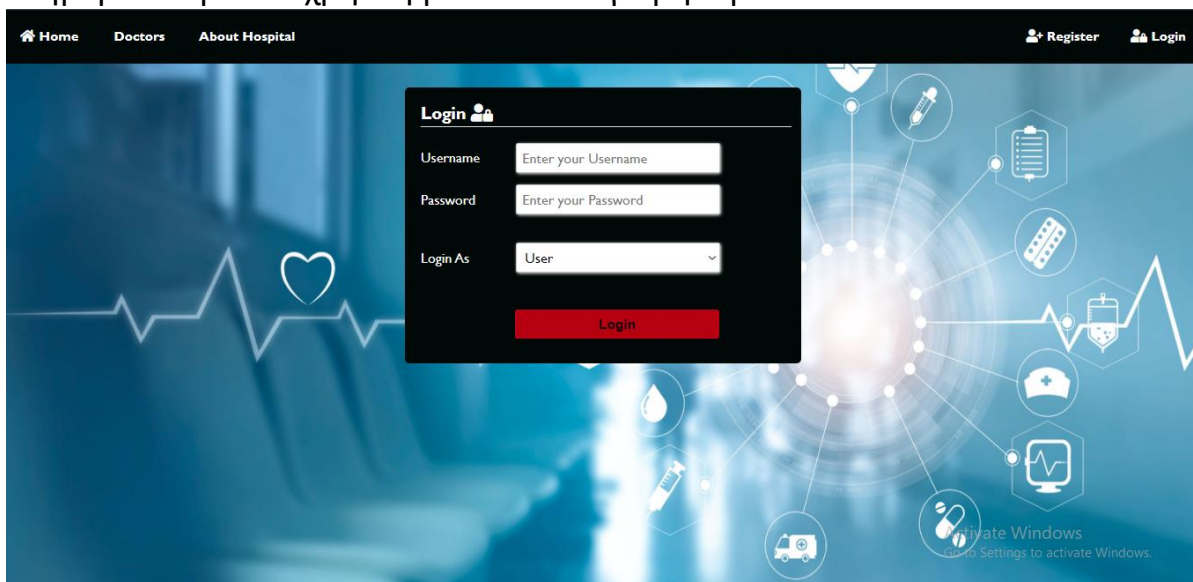 Home Doctors About Hospital Register Login
Login
Username Enter your Username
Password Enter your Password
Login As User
Login
Activate Windows
Go to Settings to activate Windows.